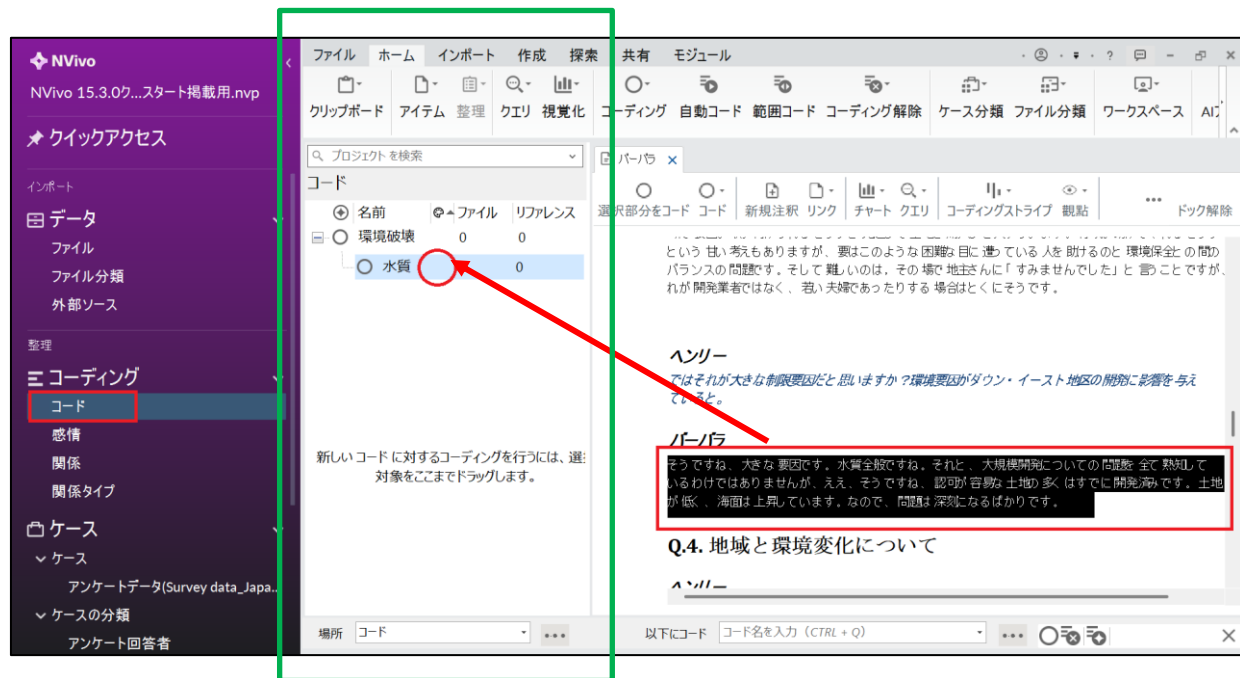 NVivo
NVivo 15.3.0ク...スタート掲載用.nvp
クイックアクセス
インポート
データ
ファイル
ファイル分類
外部ソース
整理
コーディング
コード
感情
関係
関係タイプ
ケース
ケース
アンケートデータ(Survey data_Japa..
ケースの分類
アンケート回答者
ファイル ホーム インポート 作成 探索 共有 モジュール
クリップボード アイテム 整理 クエリ 視覚化 コーディング 自動コード 範囲コード コーディング解除 ケース分類 ファイル分類 ワークスペース
プロジェクトを検索
コード
名前 ファイル リファレンス
環境破壊 0 0
水質 0
新しいコードに対するコーディングを行うには、選
対象をここまでドラッグします。
場所 コード
バーバラ
選択部分をコード コード 新規注釈 リンク チャート クエリ コーディングストライプ 観點 ... ドック解除
という甘い考えもありますが、要はこのような困難な目に遭っている人を助けるのと環境保全との間の
バランスの問題です。そして難しいのは，その場で地主さんに「すみませんでした」と言うことですが、
れが開発業者ではなく、若い夫婦であったりする場合はとくにそうです。
ヘンリー
ではそれが大きな制限要因だと思いますか？環境要因がダウン・イースト地区の開発に影響を与え
ていると。
バーバラ
そうですね、大きな要因です。水質全般ですね。それと、大規模開発についての問題を全て熟知して
いるわけではありませんが、ええ、そうですね、認可が容易な土地の多くはすでに開発済みです。土地
が低く、海面は上昇しています。なので、問題は深刻になるばかりです。
Q.4. 地域と環境変化について
ヘンリー
以下にコード コード名を入力（CTRL + Q） ...